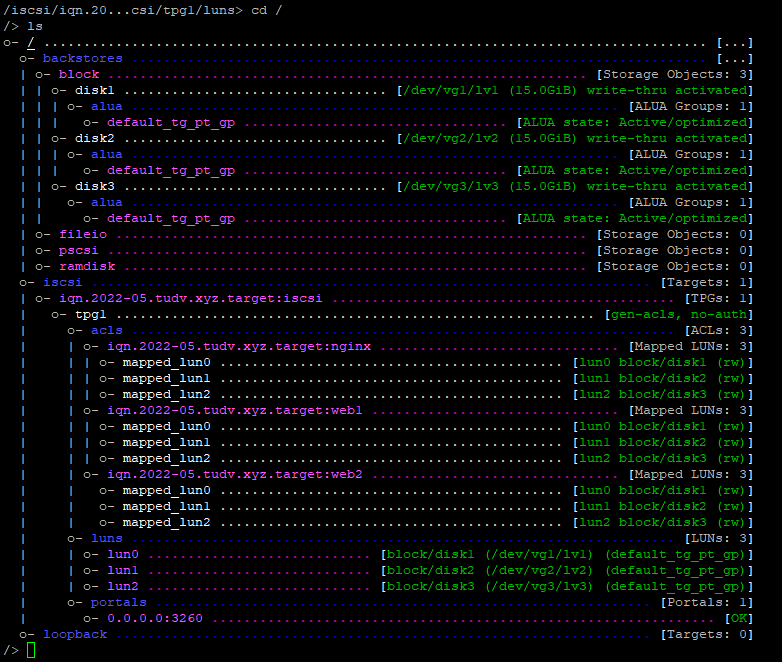 /iscsi/iqn.20...csi/tpg1/luns> cd /
/> ls
o- / ................................................................................... [...]
  o- backstores ........................................................................ [...]
  | o- block ............................................................ [Storage Objects: 3]
  | | o- disk1 ................................. [/dev/vg1/lv1 (15.0GiB) write-thru activated]
  | | | o- alua ............................................................. [ALUA Groups: 1]
  | | |   o- default_tg_pt_gp ................................. [ALUA state: Active/optimized]
  | | o- disk2 ................................. [/dev/vg2/lv2 (15.0GiB) write-thru activated]
  | | | o- alua ............................................................. [ALUA Groups: 1]
  | | |   o- default_tg_pt_gp ................................. [ALUA state: Active/optimized]
  | | o- disk3 ................................. [/dev/vg3/lv3 (15.0GiB) write-thru activated]
  | |   o- alua ............................................................. [ALUA Groups: 1]
  | |     o- default_tg_pt_gp ................................. [ALUA state: Active/optimized]
  | o- fileio ........................................................... [Storage Objects: 0]
  | o- pscsi ............................................................ [Storage Objects: 0]
  | o- ramdisk .......................................................... [Storage Objects: 0]
  o- iscsi ...................................................................... [Targets: 1]
  | o- iqn.2022-05.tudv.xyz.target:iscsi ........................................... [TPGs: 1]
  |   o- tpg1 ............................................................ [gen-acls, no-auth]
  |     o- acls .................................................................... [ACLs: 3]
  |     | o- iqn.2022-05.tudv.xyz.target:nginx ............................... [Mapped LUNs: 3]
  |     | | o- mapped_lun0 ........................................... [lun0 block/disk1 (rw)]
  |     | | o- mapped_lun1 ........................................... [lun1 block/disk2 (rw)]
  |     | | o- mapped_lun2 ........................................... [lun2 block/disk3 (rw)]
  |     | o- iqn.2022-05.tudv.xyz.target:web1 ................................ [Mapped LUNs: 3]
  |     | | o- mapped_lun0 ........................................... [lun0 block/disk1 (rw)]
  |     | | o- mapped_lun1 ........................................... [lun1 block/disk2 (rw)]
  |     | | o- mapped_lun2 ........................................... [lun2 block/disk3 (rw)]
  |     | o- iqn.2022-05.tudv.xyz.target:web2 ................................ [Mapped LUNs: 3]
  |     |   o- mapped_lun0 ........................................... [lun0 block/disk1 (rw)]
  |     |   o- mapped_lun1 ........................................... [lun1 block/disk2 (rw)]
  |     |   o- mapped_lun2 ........................................... [lun2 block/disk3 (rw)]
  |     o- luns .................................................................... [LUNs: 3]
  |     | o- lun0 ............................ [block/disk1 (/dev/vg1/lv1) (default_tg_pt_gp)]
  |     | o- lun1 ............................ [block/disk2 (/dev/vg2/lv2) (default_tg_pt_gp)]
  |     | o- lun2 ............................ [block/disk3 (/dev/vg3/lv3) (default_tg_pt_gp)]
  |     o- portals .............................................................. [Portals: 1]
  |       o- 0.0.0.0:3260 ............................................................... [OK]
  o- loopback ................................................................... [Targets: 0]
/>